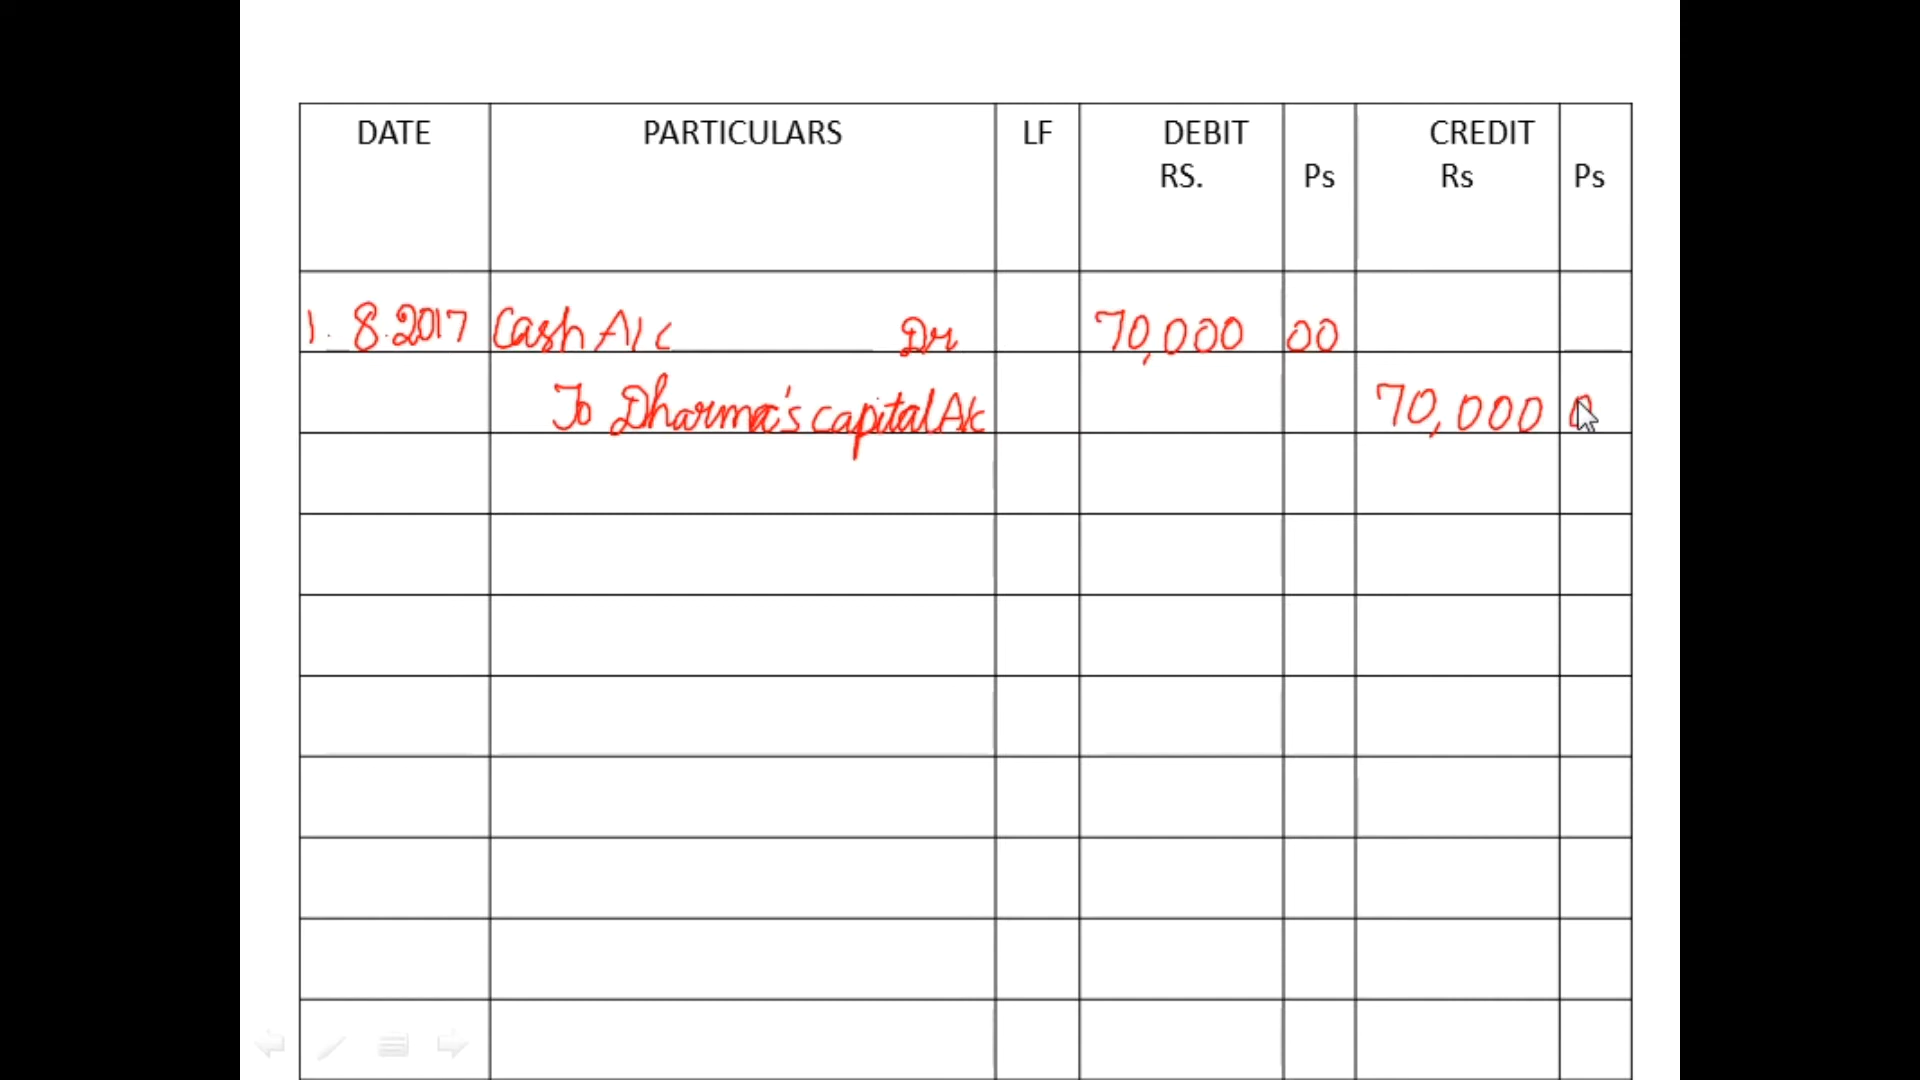 DATE PARTICULARS LF DEBIT CREDIT
RS. Ps Rs Ps
1.8.2017 Cash A/c Dr 70,000 00
To Dharma's capital A/c 70,000 0